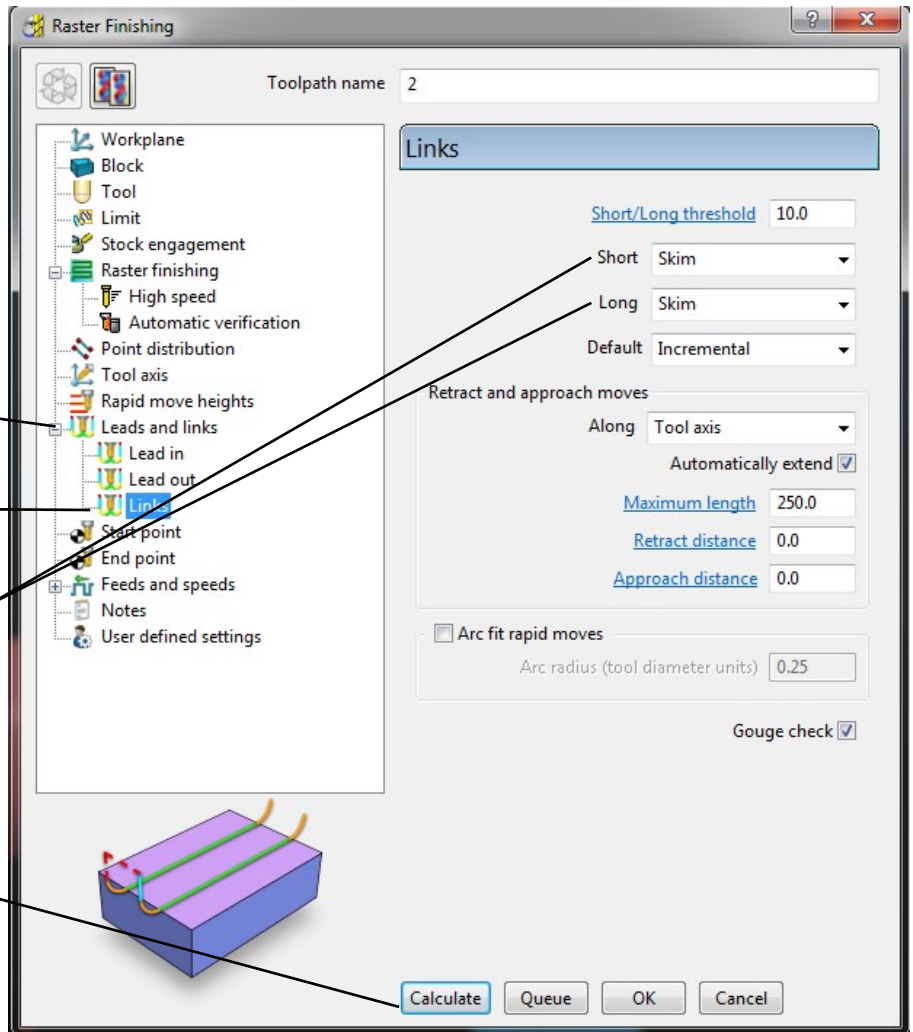 Raster Finishing
Toolpath name 2
Workplane
Block
Tool
Limit
Stock engagement
Raster finishing
High speed
Automatic verification
Point distribution
Tool axis
Rapid move heights
Leads and links
Lead in
Lead out
Links
Start point
End point
Feeds and speeds
Notes
User defined settings
Links
Short/Long threshold 10.0
Short Skim
Long Skim
Default Incremental
Retract and approach moves
Along Tool axis
Automatically extend
Maximum length 250.0
Retract distance 0.0
Approach distance 0.0
Arc fit rapid moves
Arc radius (tool diameter units) 0.25
Gouge check
Calculate Queue OK Cancel